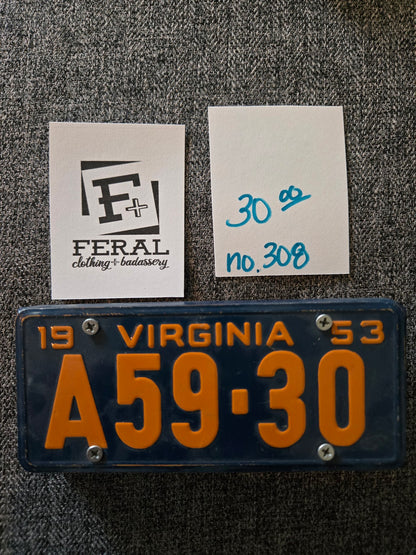 F+
FERAL
clothing + badassery
30 00
no. 308
19 VIRGINIA 53
A59-30